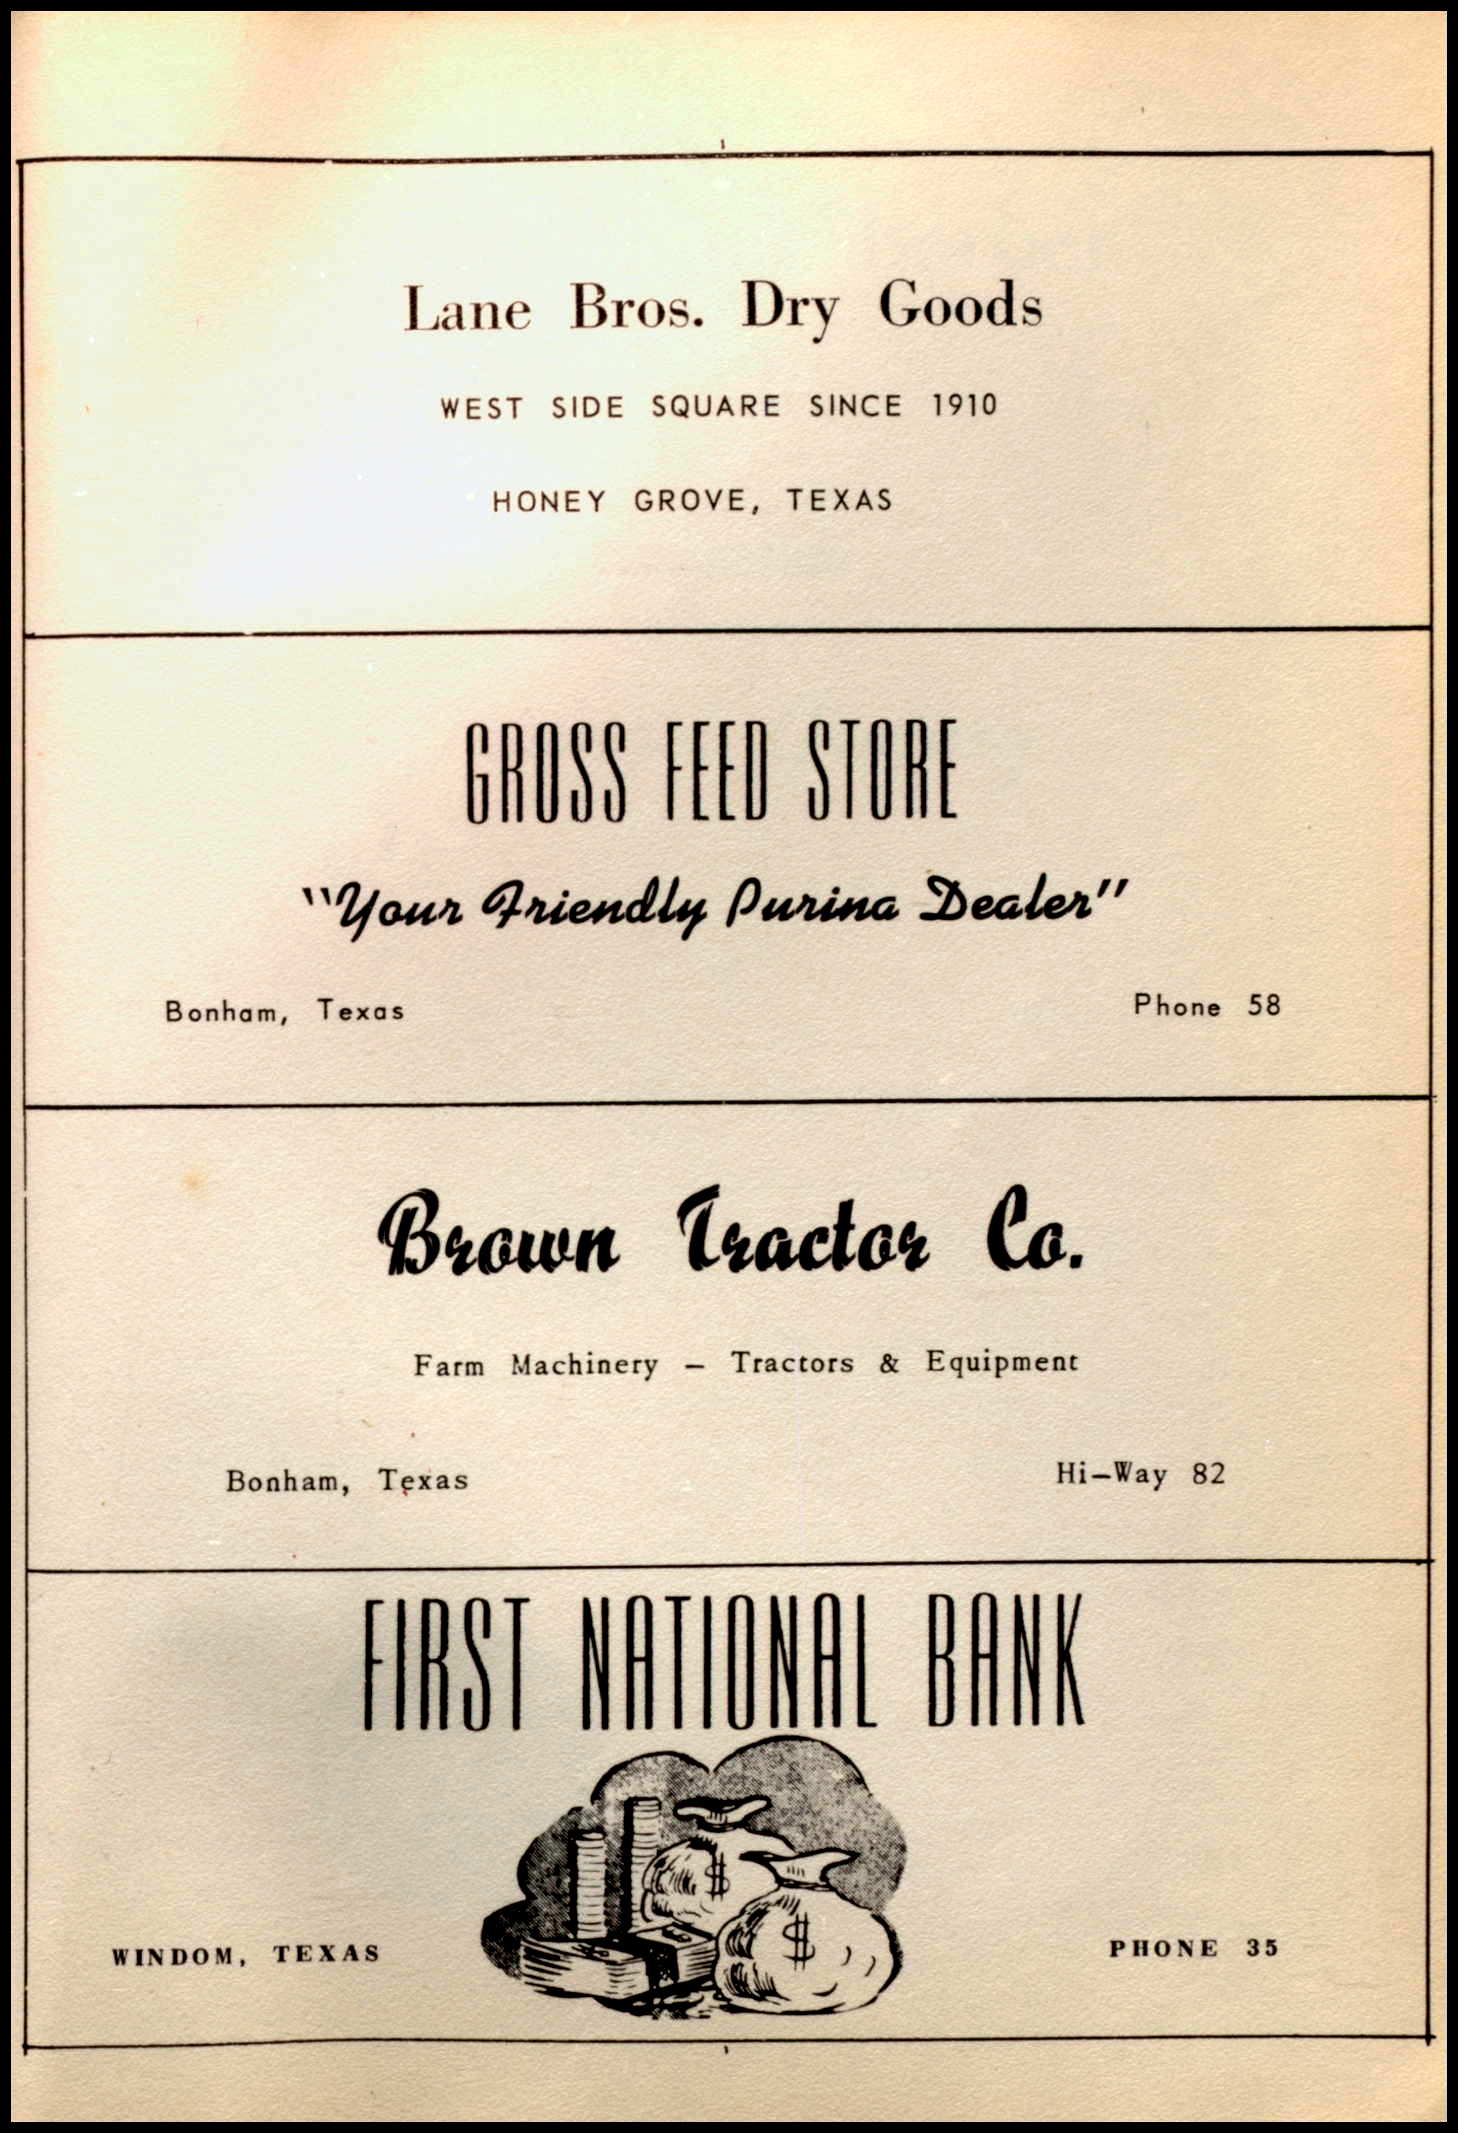 Lane Bros. Dry Goods
WEST SIDE SQUARE SINCE 1910
HONEY GROVE, TEXAS
GROSS FEED STORE
"Your Friendly Purina Dealer"
Bonham, Texas Phone 58
Brown Tractor Co.
Farm Machinery – Tractors & Equipment
Bonham, Texas Hi–Way 82
FIRST NATIONAL BANK
$
$
WINDOM, TEXAS PHONE 35